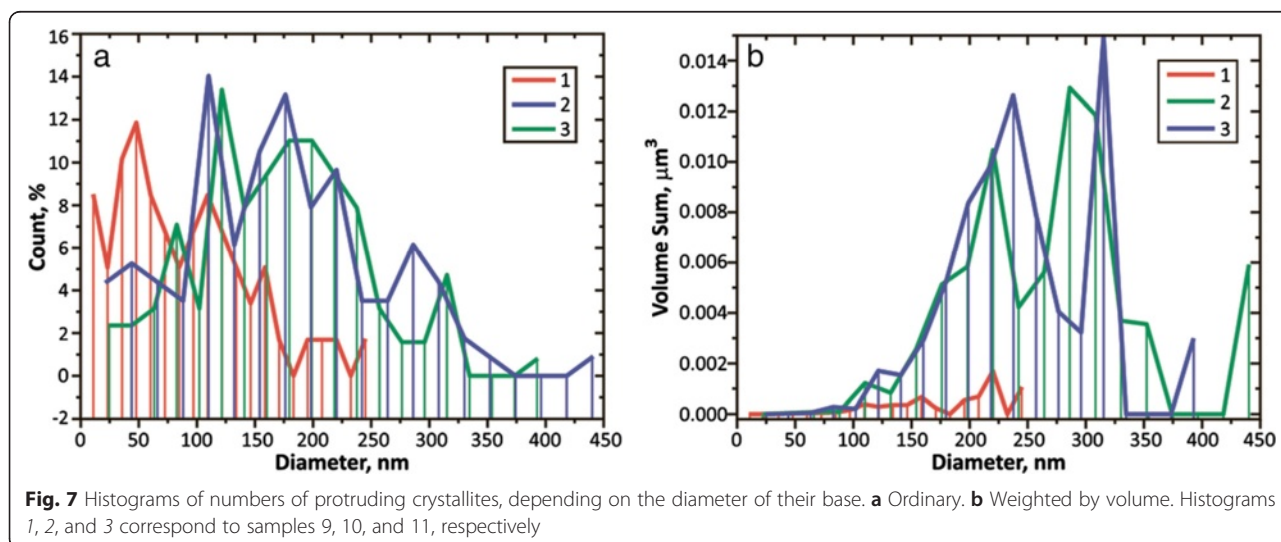 a
16
14
12
10
8
6
4
2
0
-2
Count, %
1
2
3
0 50 100 150 200 250 300 350 400 450
Diameter, nm
b
0.014
0.012
0.010
0.008
0.006
0.004
0.002
0.000
Volume Sum, µm³
1
2
3
0 50 100 150 200 250 300 350 400 450
Diameter, nm
Fig. 7 Histograms of numbers of protruding crystallites, depending on the diameter of their base. a Ordinary. b Weighted by volume. Histograms
1, 2, and 3 correspond to samples 9, 10, and 11, respectively